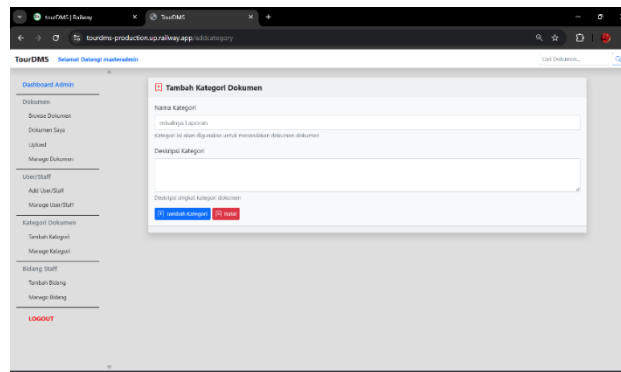 tourDMS | Railway
TourDMS
tourdms-production.up.railway.app/addcategory
TourDMS
Selamat Datang! masteradmin
Cari Dokumen...
Dashboard Admin
Dokumen
Browse Dokumen
Dokumen Saya
Upload
Manage Dokumen
User/Staff
Add User/Staff
Manage User/Staff
Kategori Dokumen
Tambah Kategori
Manage Kategori
Bidang Staff
Tambah Bidang
Manage Bidang
LOGOUT
Tambah Kategori Dokumen
Nama Kategori
misalnya Laporan
Kategori ini akan digunakan untuk menandakan dokumen-dokumen
Deskripsi Kategori
Deskripsi singkat kategori dokumen
Tambah Kategori
Batal